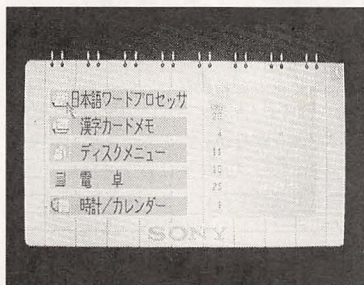 日本語ワードプロセッサ
漢字カードメモ
ディスクメニュー
電 卓
時計/カレンダー
SONY